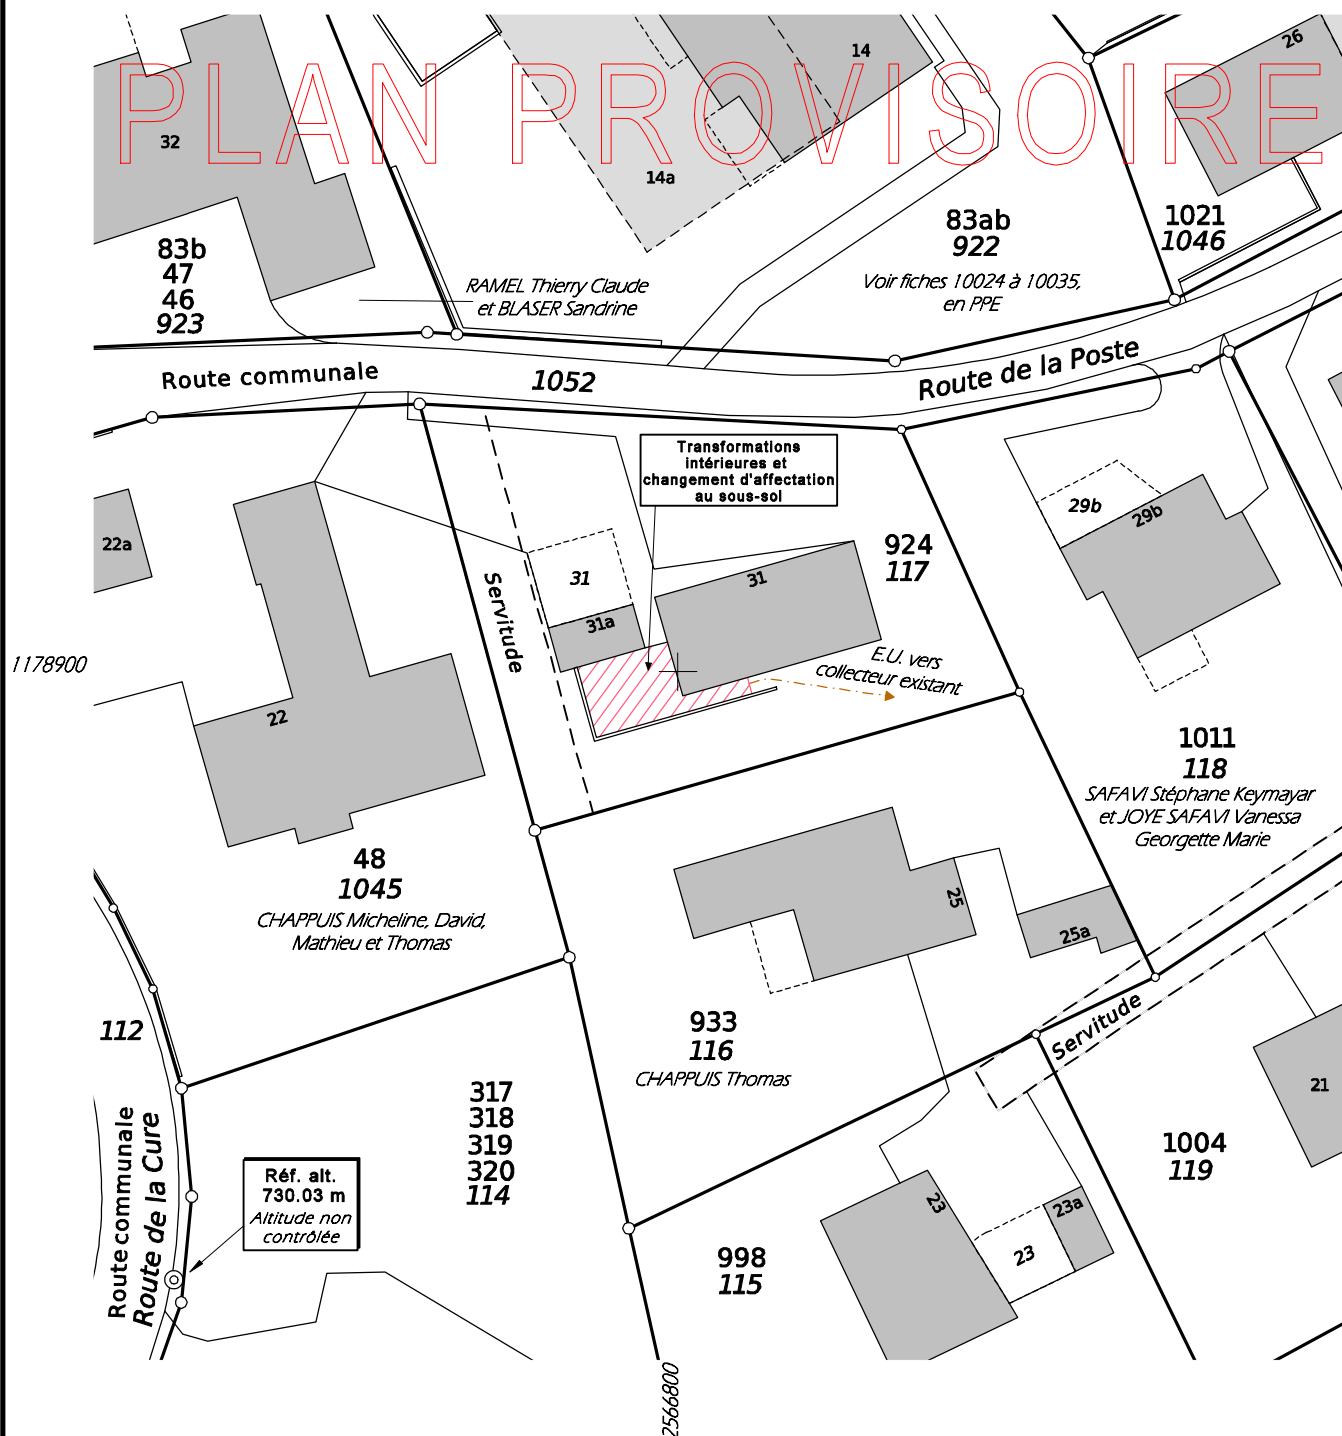 PLAN PROVISOIRE
32
14
14a
26
83b
47
46
923
RAMEL Thierry Claude
et BLASER Sandrine
83ab
922
Voir fiches 10024 à 10035,
en PPE
1021
1046
Route communale
1052
Route de la Poste
Transformations
intérieures et
changement d'affectation
au sous-sol
22a
29b
29b
924
117
31
31
31a
Servitude
E.U. vers
collecteur existant
1178900
22
1011
118
SAFAVI Stéphane Keymayar
et JOYE SAFAVI Vanessa
Georgette Marie
48
1045
CHAPPUIS Micheline, David,
Mathieu et Thomas
25
25a
112
933
116
CHAPPUIS Thomas
Servitude
21
317
318
319
320
114
1004
119
Route communale
Route de la Cure
Réf. alt.
730.03 m
Altitude non
contrôlée
23
23a
23
998
115
2566800